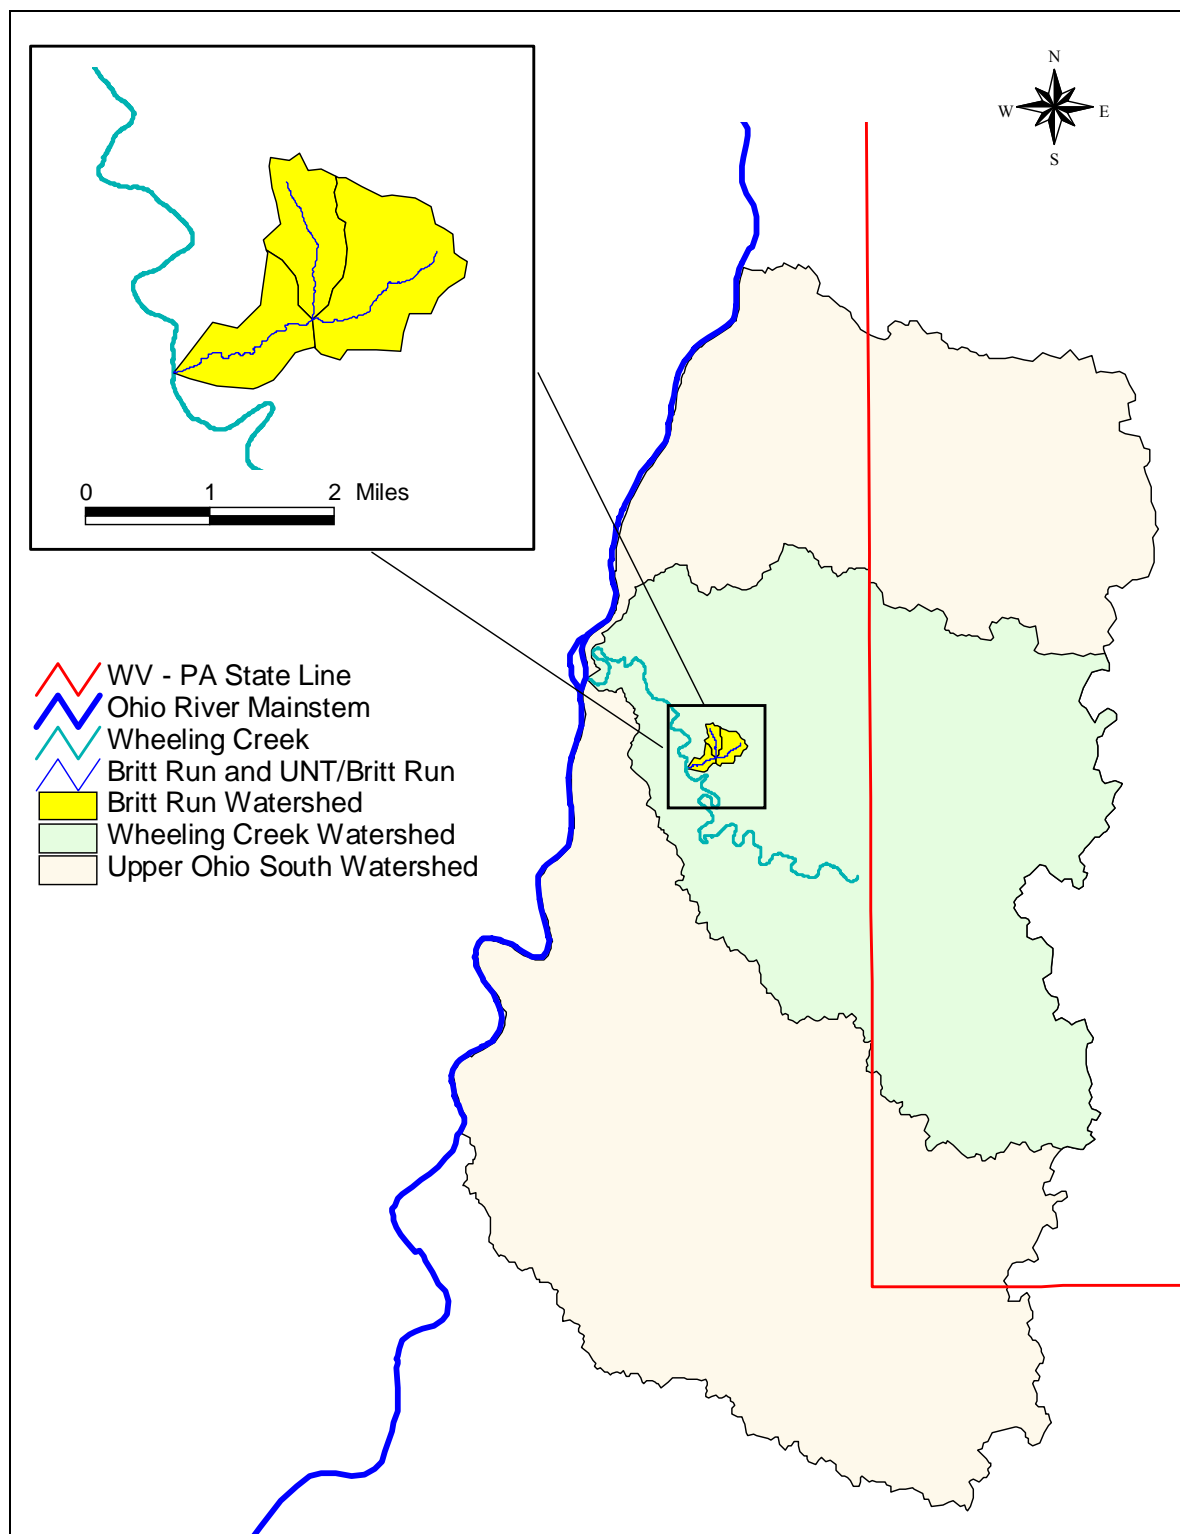 N
W E
S
0 1 2 Miles
WV - PA State Line
Ohio River Mainstem
Wheeling Creek
Britt Run and UNT/Britt Run
Britt Run Watershed
Wheeling Creek Watershed
Upper Ohio South Watershed